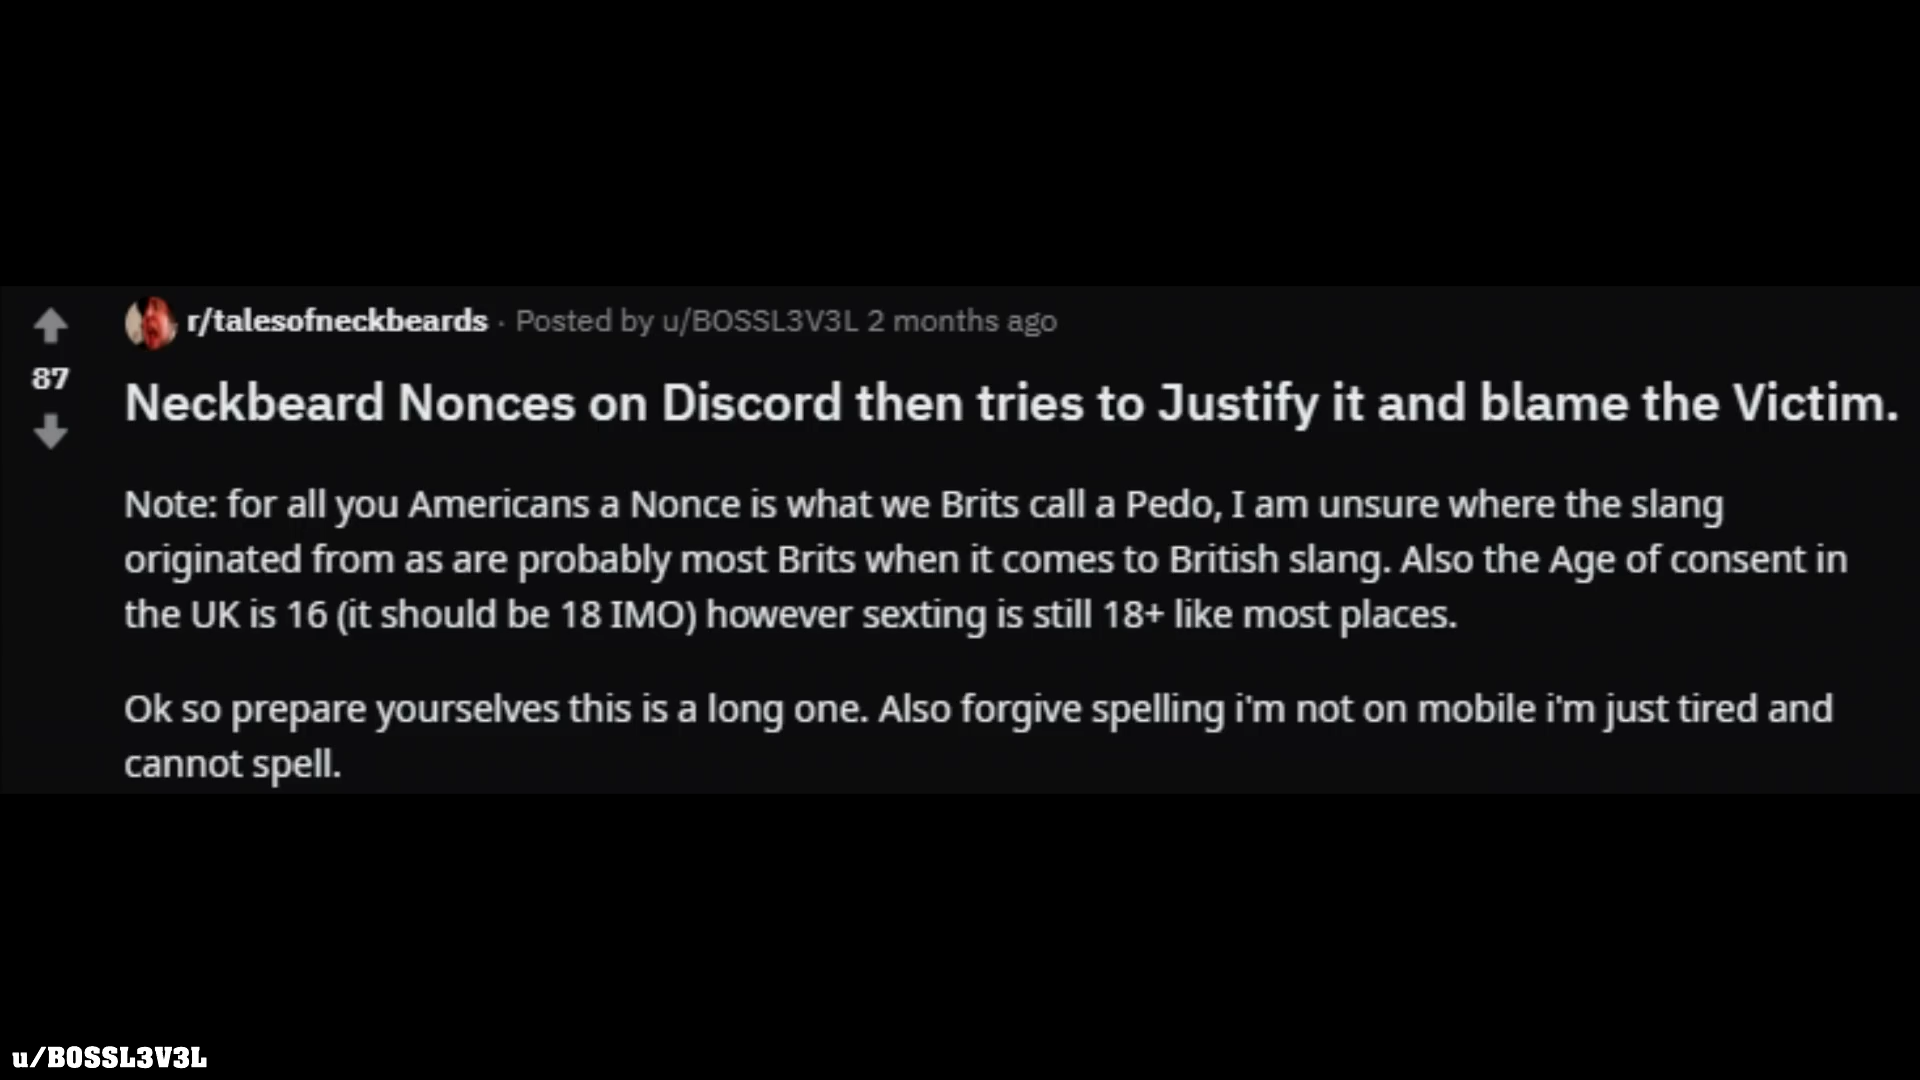 r/talesofneckbeards · Posted by u/BOSSL3V3L 2 months ago
87
Neckbeard Nonces on Discord then tries to Justify it and blame the Victim.
Note: for all you Americans a Nonce is what we Brits call a Pedo, I am unsure where the slang
originated from as are probably most Brits when it comes to British slang. Also the Age of consent in
the UK is 16 (it should be 18 IMO) however sexting is still 18+ like most places.
Ok so prepare yourselves this is a long one. Also forgive spelling i'm not on mobile i'm just tired and
cannot spell.
u/BOSSL3V3L